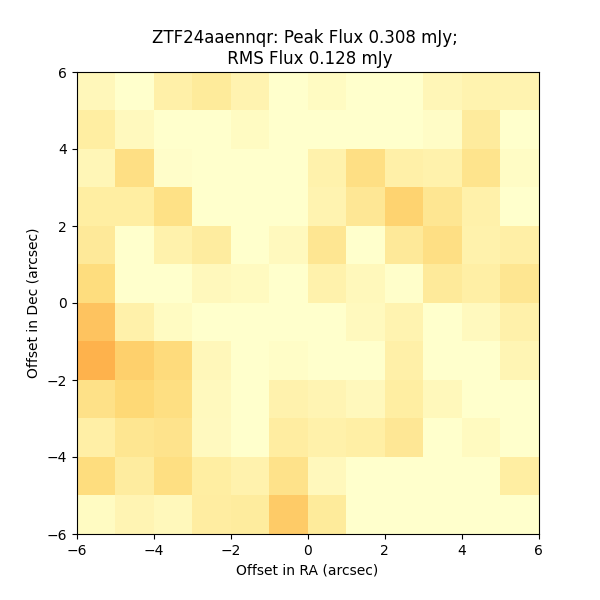 ZTF24aaennqr: Peak Flux 0.308 mJy;
RMS Flux 0.128 mJy
6
4
2
0
−2
−4
−6
Offset in Dec (arcsec)
−6 −4 −2 0 2 4 6
Offset in RA (arcsec)